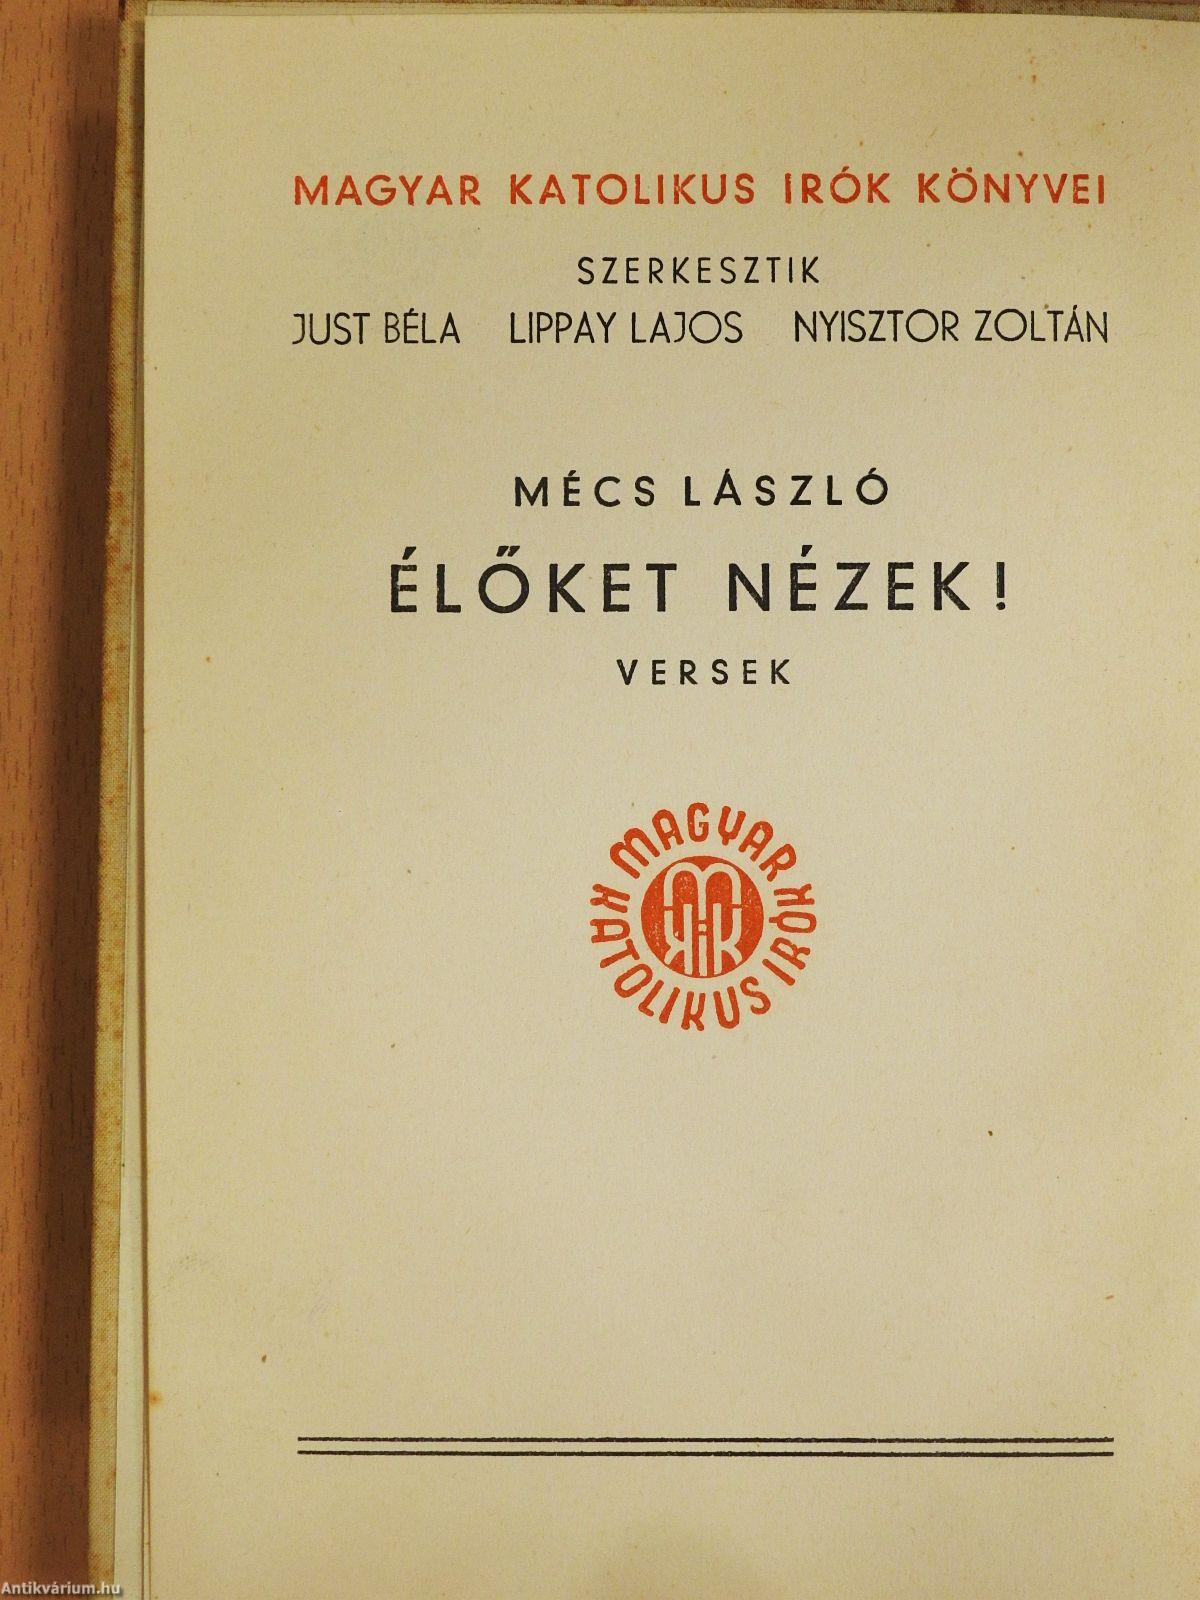 MAGYAR KATOLIKUS IRÓK KÖNYVEI
SZERKESZTIK
JUST BÉLA LIPPAY LAJOS NYISZTOR ZOLTÁN
MÉCS LÁSZLÓ
ÉLŐKET NÉZEK!
VERSEK
MAGYAR KATOLIKUS IRÓK
Antikvárium.hu